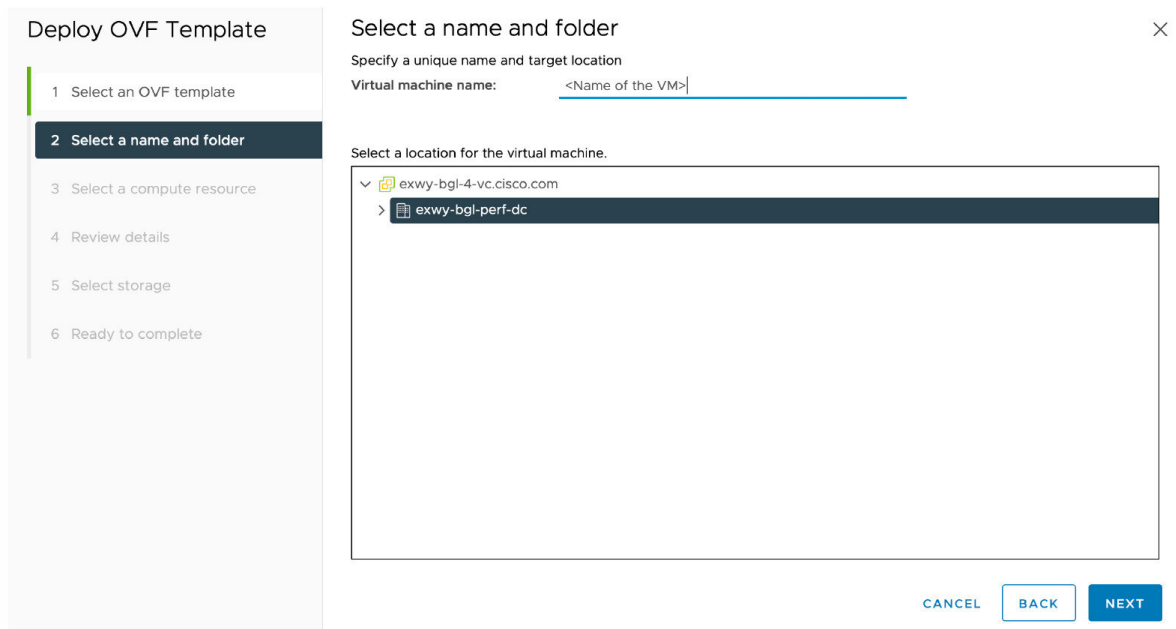 Deploy OVF Template
1 Select an OVF template
2 Select a name and folder
3 Select a compute resource
4 Review details
5 Select storage
6 Ready to complete
Select a name and folder
Specify a unique name and target location
Virtual machine name: <Name of the VM>
Select a location for the virtual machine.
exwy-bgl-4-vc.cisco.com
exwy-bgl-perf-dc
CANCEL BACK NEXT